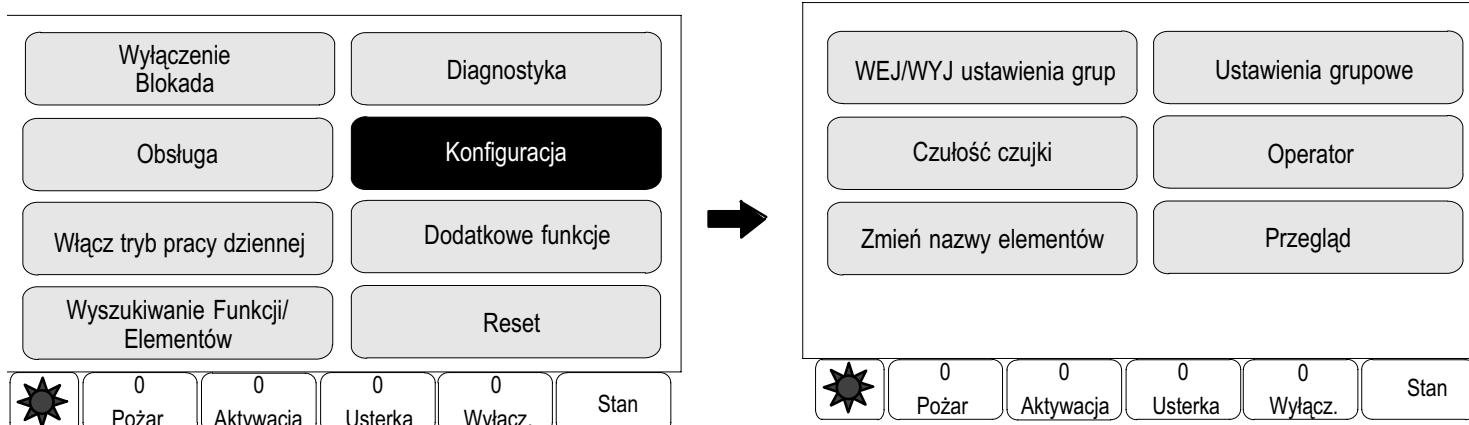 Wyłączenie
Blokada
Diagnostyka
Obsługa
Konfiguracja
Włącz tryb pracy dziennej
Dodatkowe funkcje
Wyszukiwanie Funkcji/
Elementów
Reset
0
Pożar
0
Aktywacja
0
Usterka
0
Wyłącz.
Stan
WEJ/WYJ ustawienia grup
Ustawienia grupowe
Czułość czujki
Operator
Zmień nazwy elementów
Przegląd
0
Pożar
0
Aktywacja
0
Usterka
0
Wyłącz.
Stan